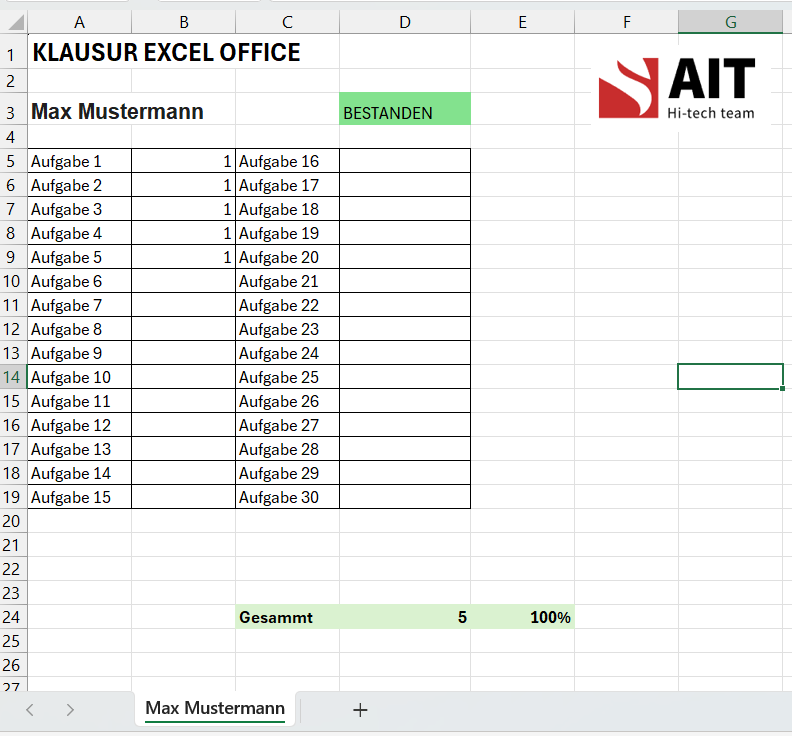 A B C D E F G
1 KLAUSUR EXCEL OFFICE
AIT
Hi-tech team
2
3 Max Mustermann BESTANDEN
4
5 Aufgabe 1 1 Aufgabe 16
6 Aufgabe 2 1 Aufgabe 17
7 Aufgabe 3 1 Aufgabe 18
8 Aufgabe 4 1 Aufgabe 19
9 Aufgabe 5 1 Aufgabe 20
10 Aufgabe 6 Aufgabe 21
11 Aufgabe 7 Aufgabe 22
12 Aufgabe 8 Aufgabe 23
13 Aufgabe 9 Aufgabe 24
14 Aufgabe 10 Aufgabe 25
15 Aufgabe 11 Aufgabe 26
16 Aufgabe 12 Aufgabe 27
17 Aufgabe 13 Aufgabe 28
18 Aufgabe 14 Aufgabe 29
19 Aufgabe 15 Aufgabe 30
20
21
22
23
24 Gesammt 5 100%
25
26
27
Max Mustermann +